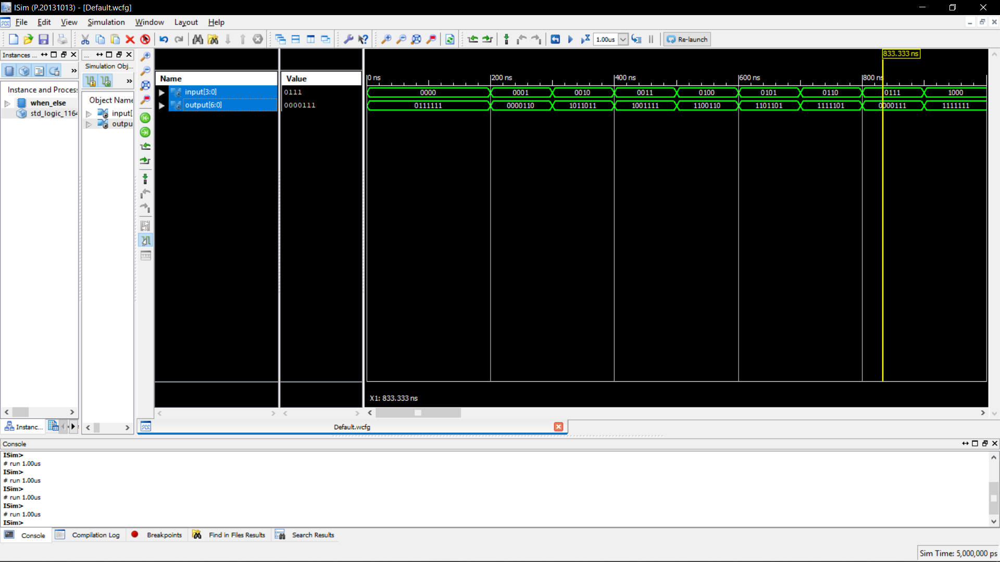 ISim (P.20131013) - [Default.wcfg]
File Edit View Simulation Window Layout Help
1.00us Re-launch
Instances ...
...
Simulation Obj...
Instance and Process
when_else
std_logic_1164
Object Name
input[
outpu
Name
input[3:0]
output[6:0]
Value
0111
0000111
833.333 ns
0 ns 200 ns 400 ns 600 ns 800 ns
0000 0001 0010 0011 0100 0101 0110 0111 1000
0111111 0000110 1011011 1001111 1100110 1101101 1111101 0000111 1111111
X1: 833.333 ns
Instanc...
Default.wcfg
Console
ISim>
# run 1.00us
ISim>
# run 1.00us
ISim>
# run 1.00us
ISim>
# run 1.00us
ISim>
Console Compilation Log Breakpoints Find in Files Results Search Results
Sim Time: 5,000,000 ps